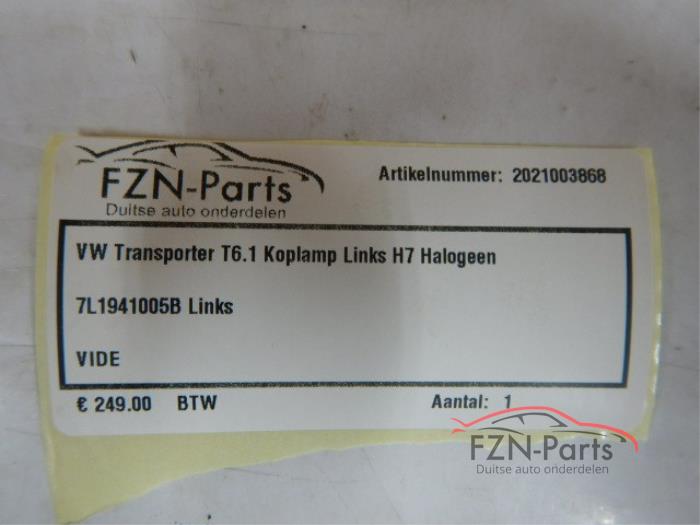 FZN-Parts
Duitse auto onderdelen
Artikelnummer: 2021003868
VW Transporter T6.1 Koplamp Links H7 Halogeen
7L1941005B Links
VIDE
€ 249.00 BTW
Aantal: 1
FZN-Parts
Duitse auto onderdelen